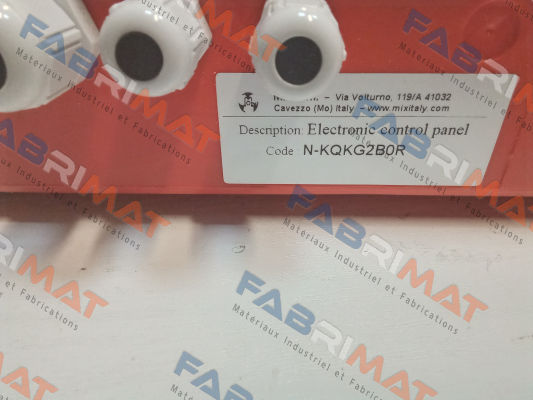 – Via Volturno, 119/A 41032
Cavezzo (Mo) Italy – www.mixitaly.com
Description: Electronic control panel
Code N-KQKG2B0R
FABRIMAT
Matériaux Industriel et Fabrications
FABRIMAT
Matériaux Industriel et Fabrications
FABRIMAT
Matériaux Industriel et Fabrications
FABRIMAT
Matériaux Industriel et Fabrications
FABRIMAT
Matériaux Industriel et Fabrications
FABRIMAT